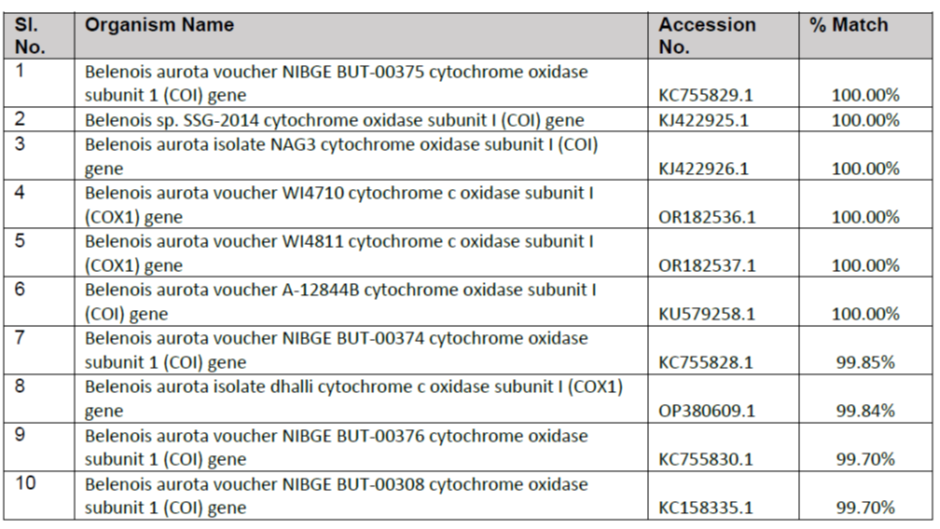 Sl. Organism Name Accession % Match
No. No.
1 Belenois aurota voucher NIBGE BUT-00375 cytochrome oxidase
subunit 1 (COI) gene KC755829.1 100.00%
2 Belenois sp. SSG-2014 cytochrome oxidase subunit I (COI) gene KJ422925.1 100.00%
3 Belenois aurota isolate NAG3 cytochrome oxidase subunit I (COI)
gene KJ422926.1 100.00%
4 Belenois aurota voucher WI4710 cytochrome c oxidase subunit I
(COX1) gene OR182536.1 100.00%
5 Belenois aurota voucher WI4811 cytochrome c oxidase subunit I
(COX1) gene OR182537.1 100.00%
6 Belenois aurota voucher A-12844B cytochrome oxidase subunit I
(COI) gene KU579258.1 100.00%
7 Belenois aurota voucher NIBGE BUT-00374 cytochrome oxidase
subunit 1 (COI) gene KC755828.1 99.85%
8 Belenois aurota isolate dhalli cytochrome c oxidase subunit I (COX1)
gene OP380609.1 99.84%
9 Belenois aurota voucher NIBGE BUT-00376 cytochrome oxidase
subunit 1 (COI) gene KC755830.1 99.70%
10 Belenois aurota voucher NIBGE BUT-00308 cytochrome oxidase
subunit 1 (COI) gene KC158335.1 99.70%